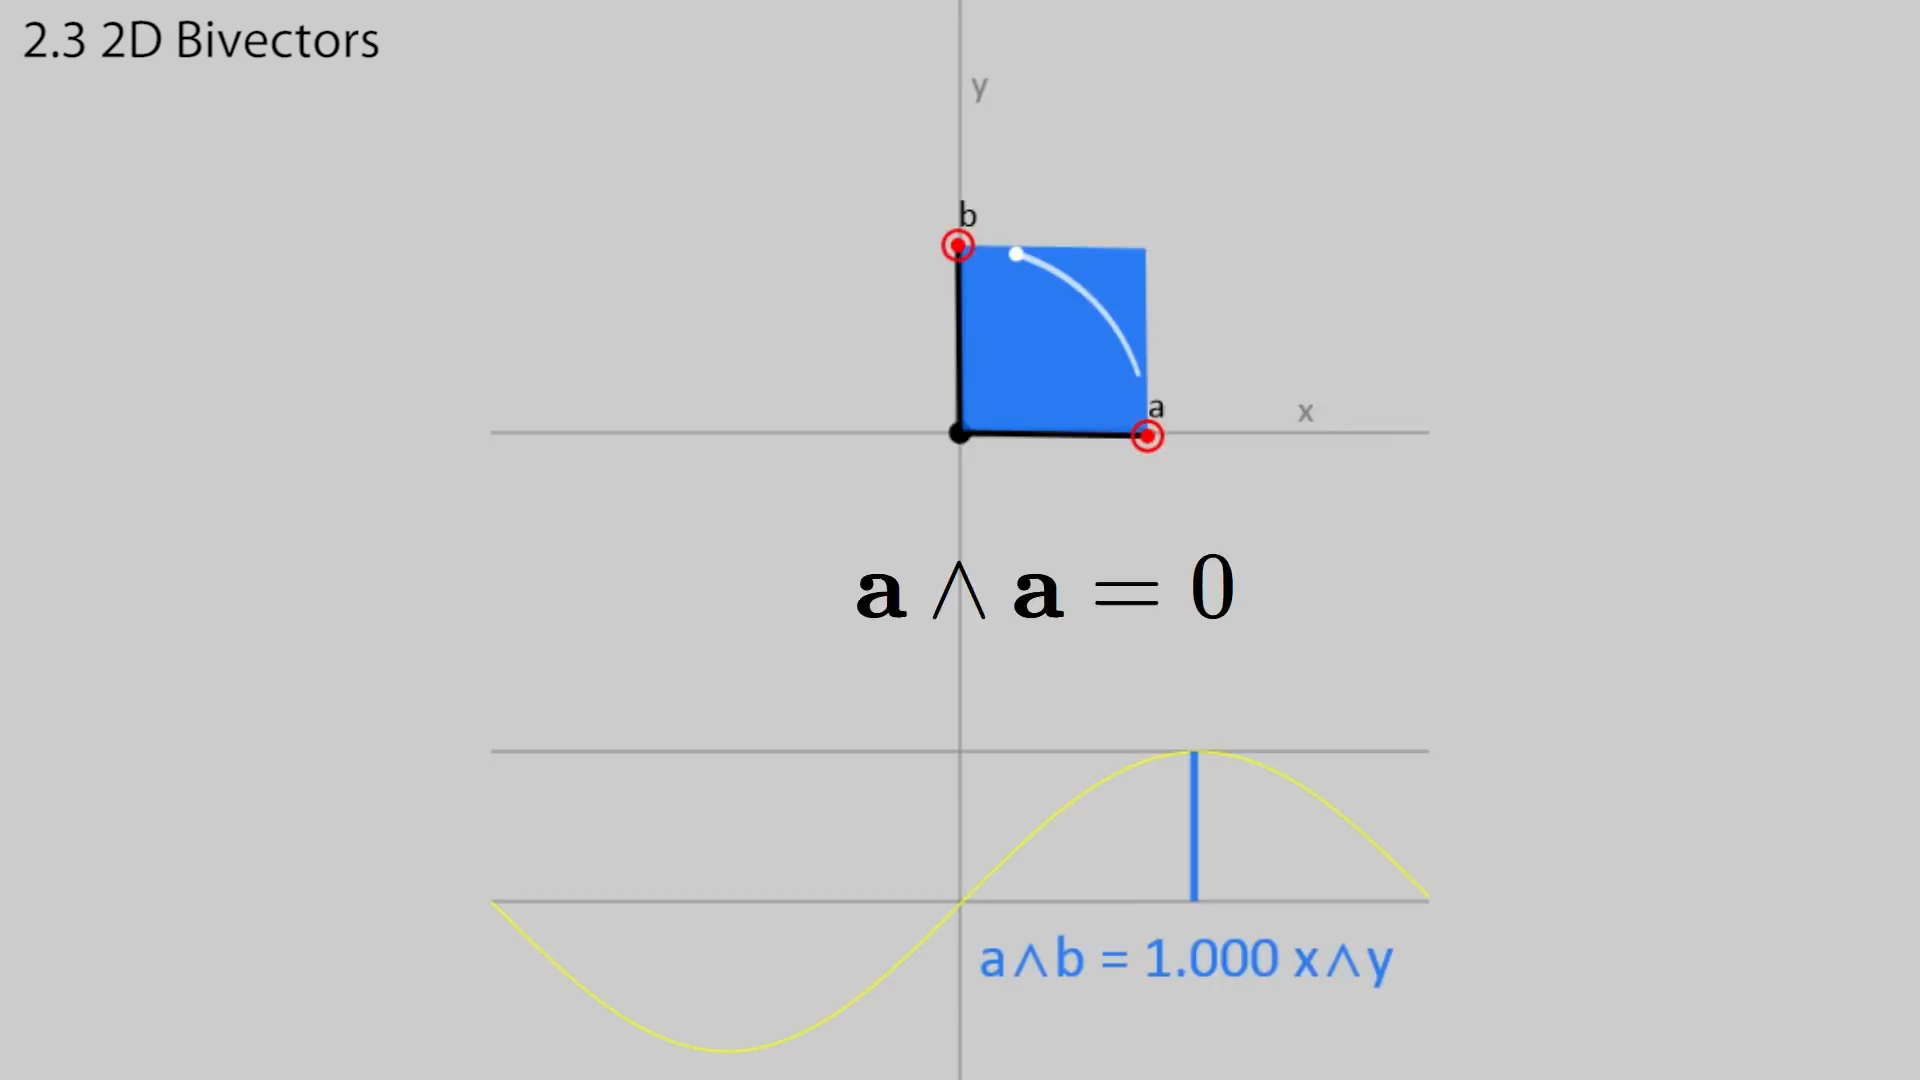 2.3 2D Bivectors
y
b
a
x
a ∧ a = 0
a∧b = 1.000 x∧y